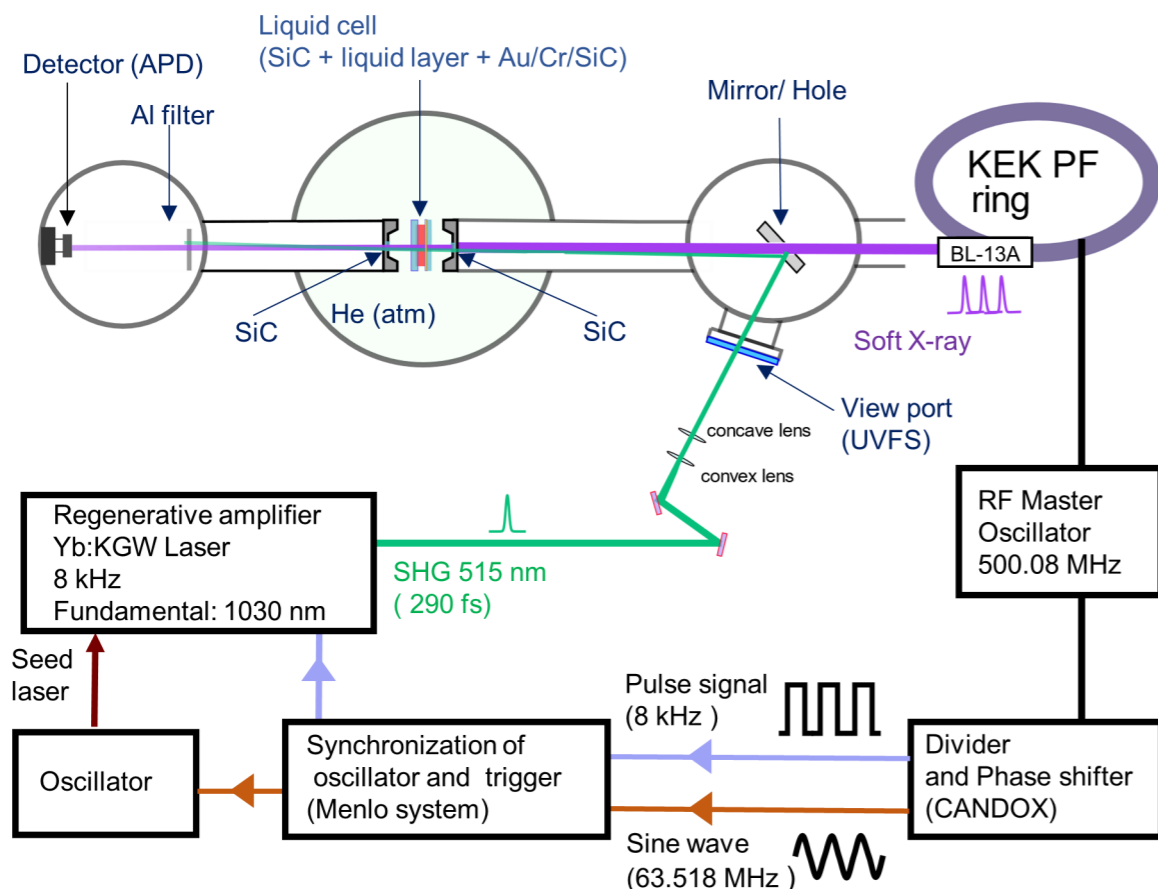 Liquid cell
(SiC + liquid layer + Au/Cr/SiC)
Detector (APD)
Al filter
Mirror/ Hole
KEK PF
ring
BL-13A
SiC
He (atm)
SiC
Soft X-ray
View port
(UVFS)
concave lens
convex lens
Regenerative amplifier
Yb:KGW Laser
8 kHz
Fundamental: 1030 nm
SHG 515 nm
( 290 fs)
RF Master
Oscillator
500.08 MHz
Seed
laser
Pulse signal
(8 kHz )
Oscillator
Synchronization of
oscillator and trigger
(Menlo system)
Divider
and Phase shifter
(CANDOX)
Sine wave
(63.518 MHz )